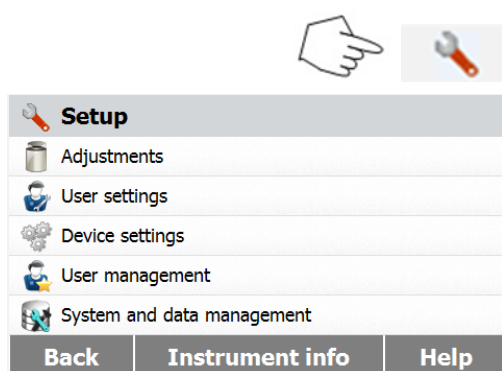 Setup
Adjustments
User settings
Device settings
User management
System and data management
Back Instrument info Help